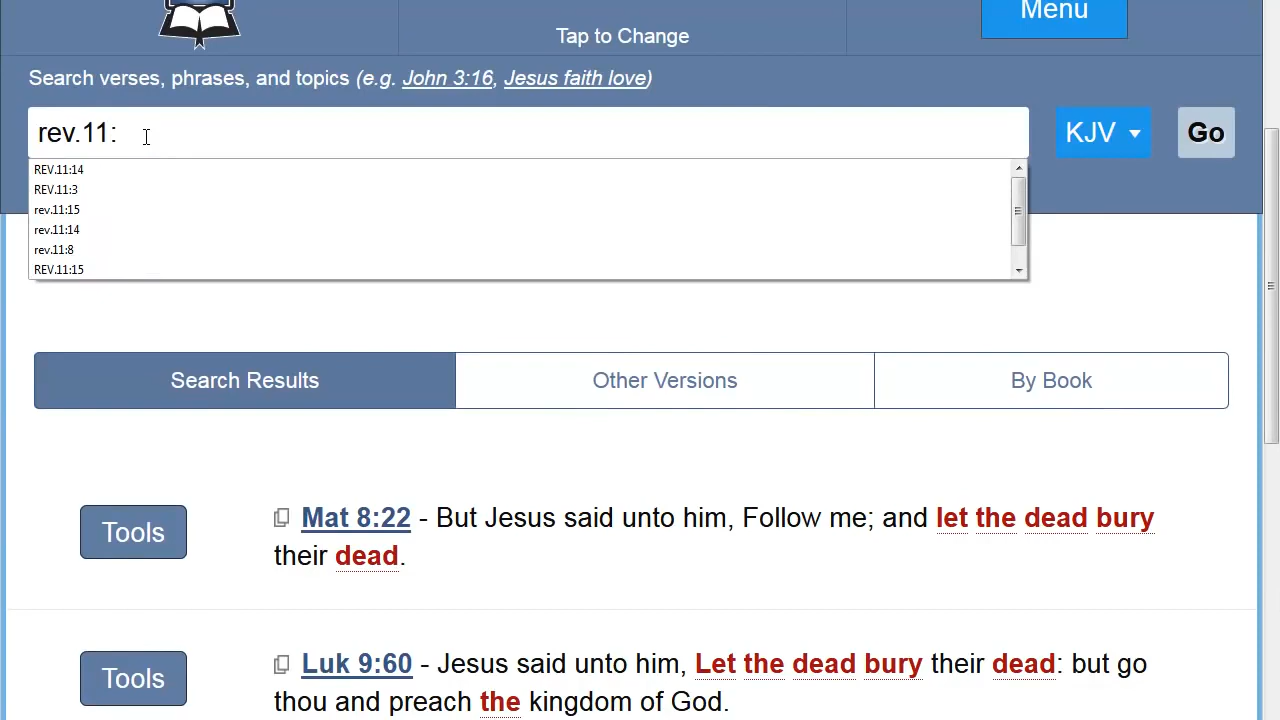 Menu
Tap to Change
Search verses, phrases, and topics (e.g. John 3:16, Jesus faith love)
rev.11:
KJV
Go
REV.11:14
REV.11:3
rev.11:15
rev.11:14
rev.11:8
REV.11:15
Search Results
Other Versions
By Book
Tools
Mat 8:22 - But Jesus said unto him, Follow me; and let the dead bury
their dead.
Tools
Luk 9:60 - Jesus said unto him, Let the dead bury their dead: but go
thou and preach the kingdom of God.